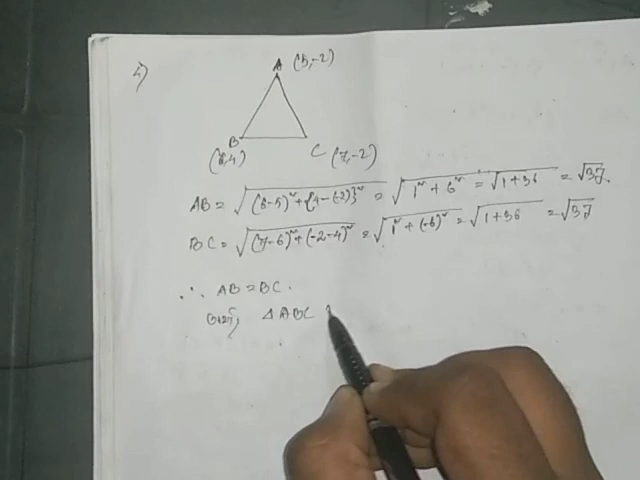 4)
A (5,-2)
B
(6,4)
C (7,-2)
AB = √(6-5)² + {4-(-2)}² = √1² + 6² = √1+36 = √37.
BC = √(7-6)² + (-2-4)² = √1² + (-6)² = √1+36 = √37
∴ AB = BC.
Δ ABC